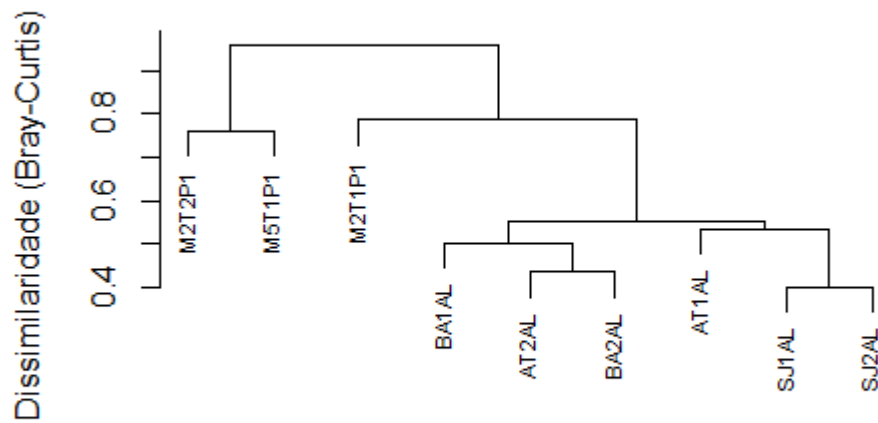 Dissimilaridade (Bray-Curtis)
0.8
0.6
0.4
M2T2P1
M5T1P1
M2T1P1
BA1AL
AT2AL
BA2AL
AT1AL
SJ1AL
SJ2AL